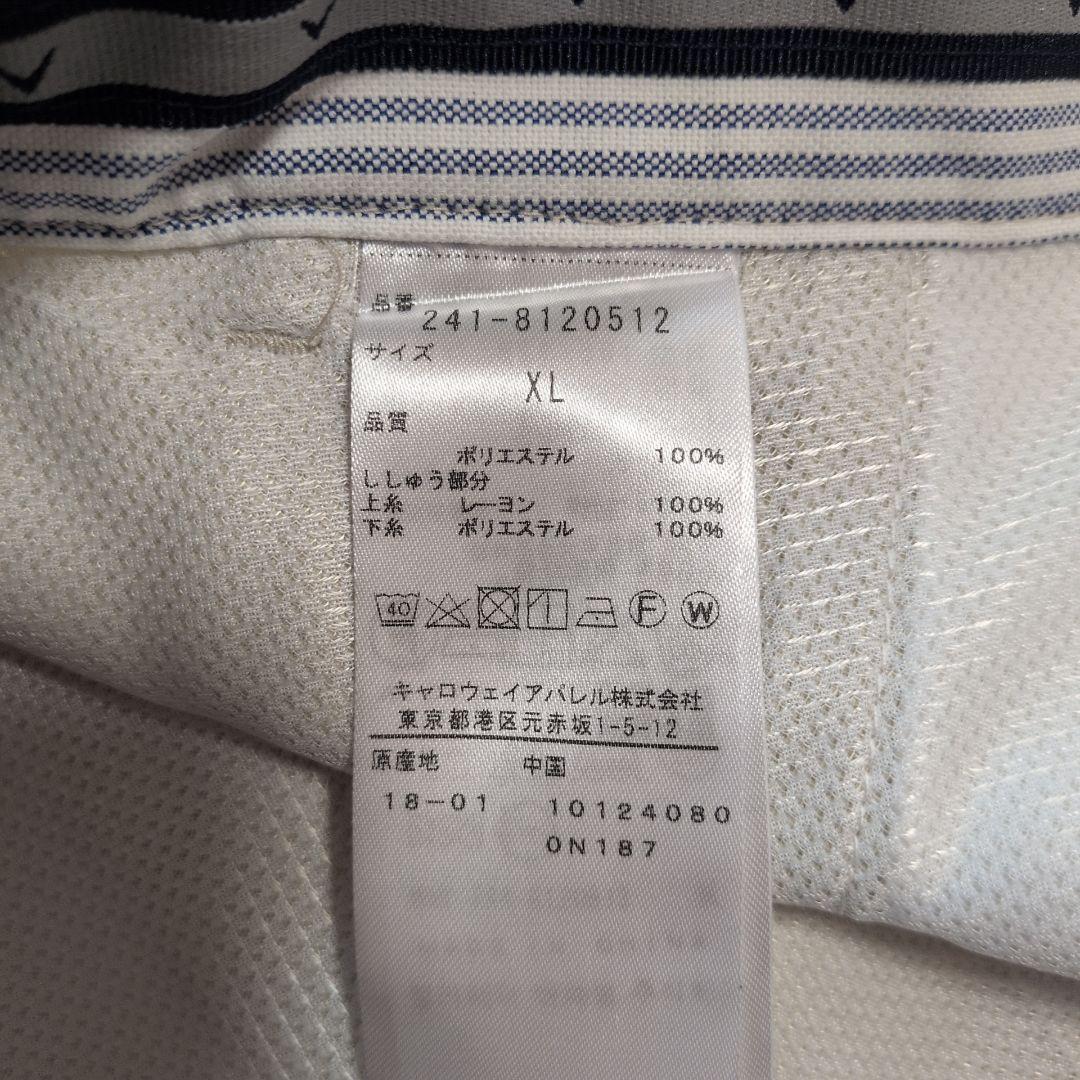 品番
241-8120512
サイズ
XL
品質
ポリエステル 100%
ししゅう部分
上糸 レーヨン 100%
下糸 ポリエステル 100%
40 F W
キャロウェイアパレル株式会社
東京都港区元赤坂1-5-12
原産地 中国
18-01 10124080
0N187